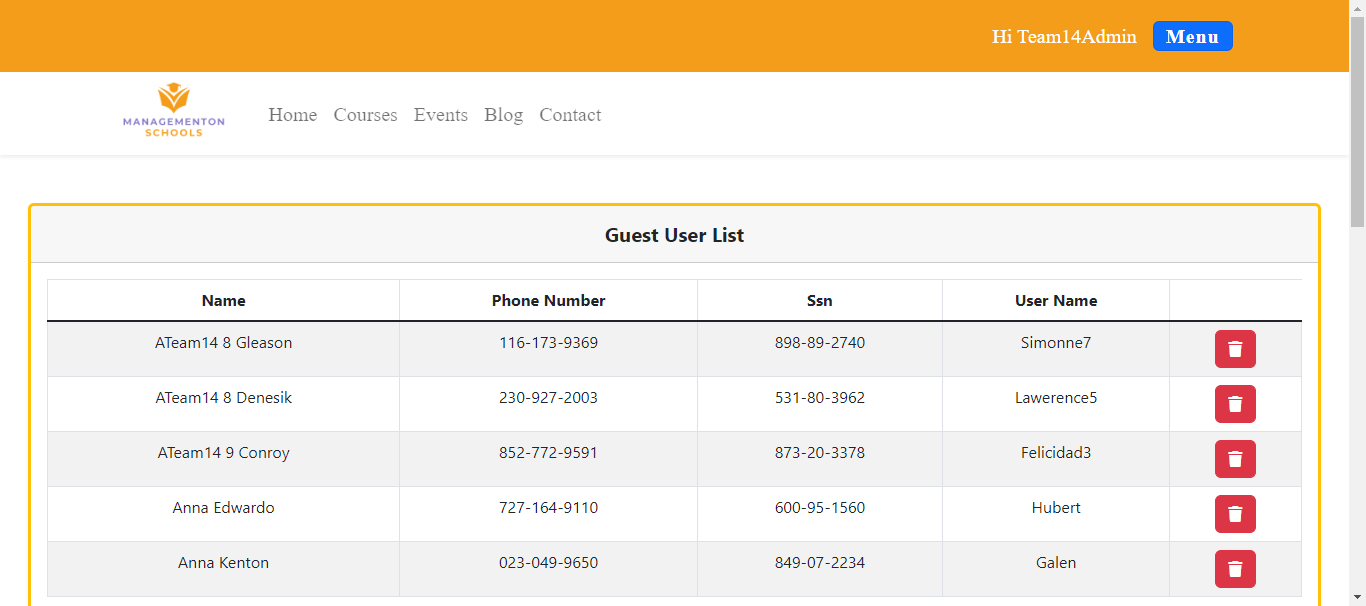 Hi Team14Admin Menu
MANAGEMENTON
SCHOOLS
Home Courses Events Blog Contact
Guest User List
Name Phone Number Ssn User Name
ATeam14 8 Gleason 116-173-9369 898-89-2740 Simonne7
ATeam14 8 Denesik 230-927-2003 531-80-3962 Lawerence5
ATeam14 9 Conroy 852-772-9591 873-20-3378 Felicidad3
Anna Edwardo 727-164-9110 600-95-1560 Hubert
Anna Kenton 023-049-9650 849-07-2234 Galen